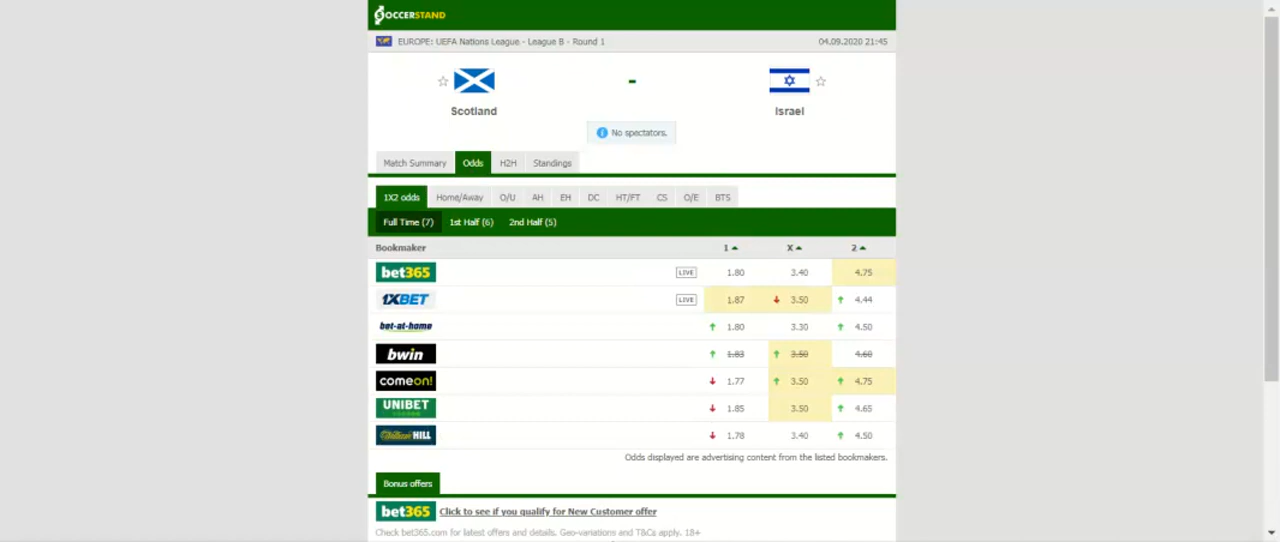 SOCCERSTAND
EUROPE: UEFA Nations League - League B - Round 1 04.09.2020 21:45
-
Scotland Israel
No spectators.
Match Summary Odds H2H Standings
1X2 odds Home/Away O/U AH EH DC HT/FT CS O/E BTS
Full Time (7) 1st Half (6) 2nd Half (5)
Bookmaker 1 X 2
bet365 LIVE 1.80 3.40 4.75
1XBET LIVE 1.87 3.50 4.44
bet-at-home 1.80 3.30 4.50
bwin 1.83 3.50 4.60
comeon! 1.77 3.50 4.75
UNIBET 1.85 3.50 4.65
William HILL 1.78 3.40 4.50
Odds displayed are advertising content from the listed bookmakers.
Bonus offers
bet365 Click to see if you qualify for New Customer offer
Check bet365.com for latest offers and details. Geo-variations and T&Cs apply. 18+